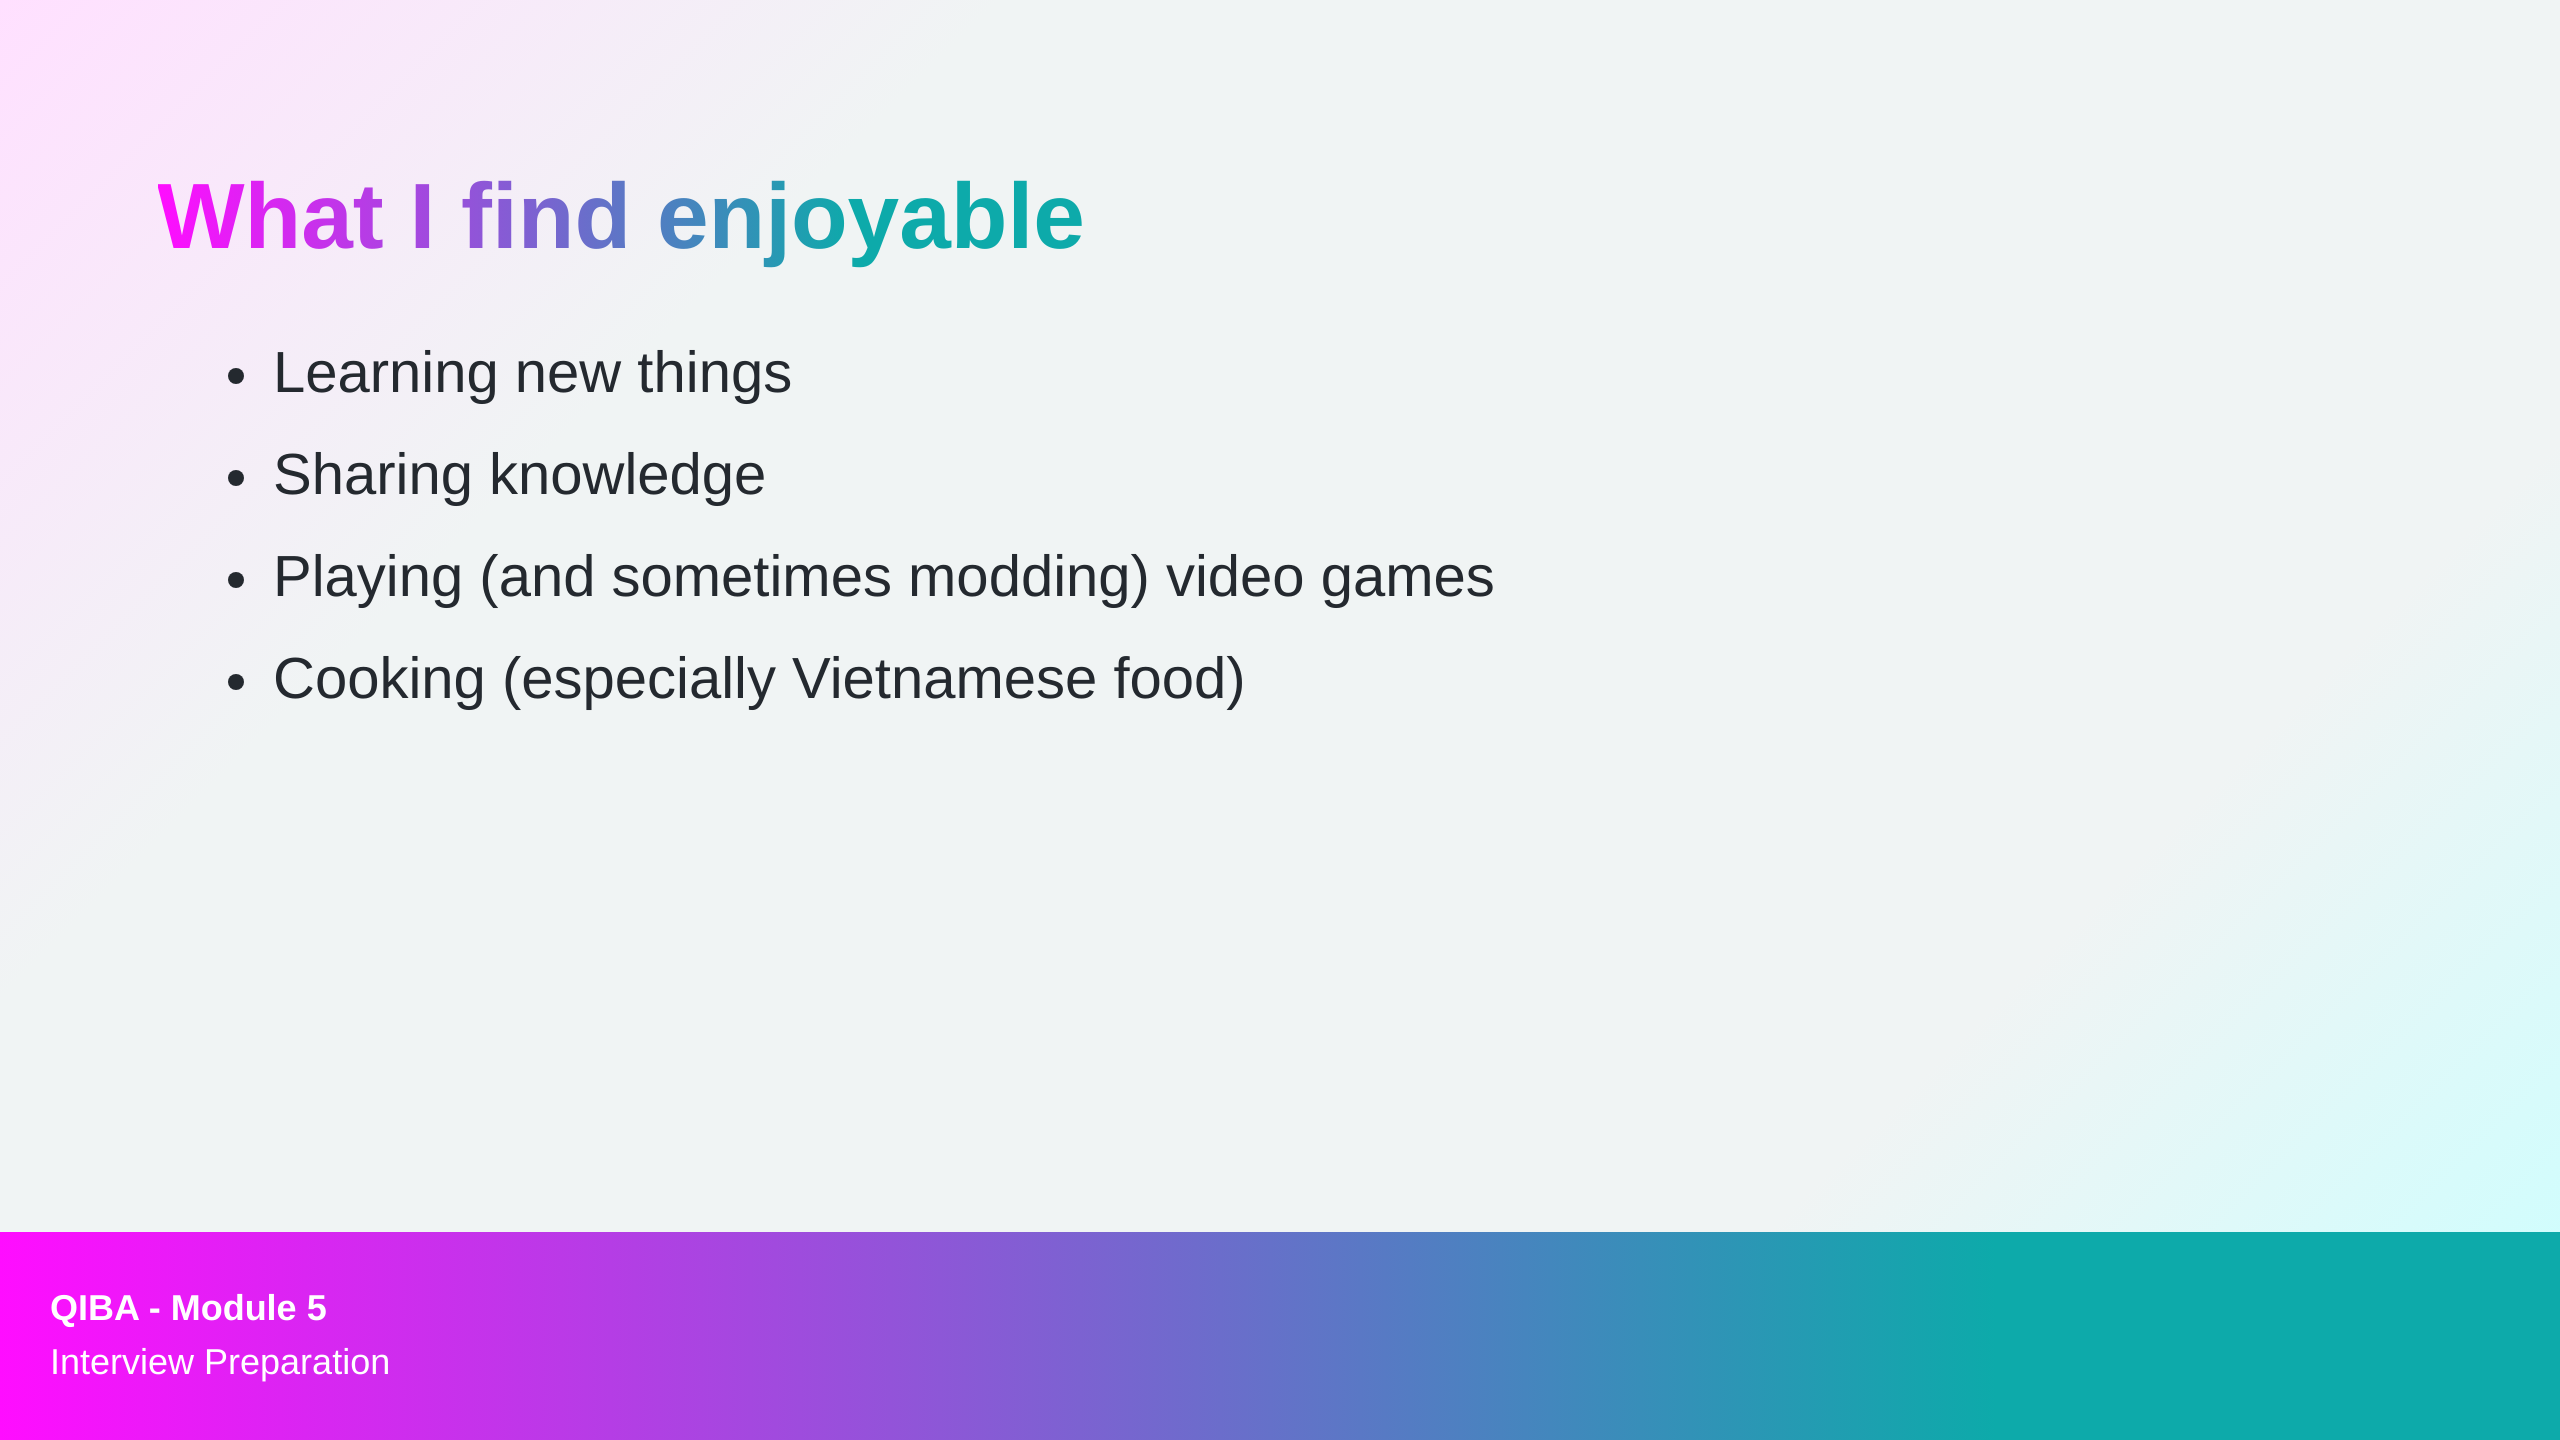 What I find enjoyable
• Learning new things
• Sharing knowledge
• Playing (and sometimes modding) video games
• Cooking (especially Vietnamese food)
QIBA - Module 5
Interview Preparation